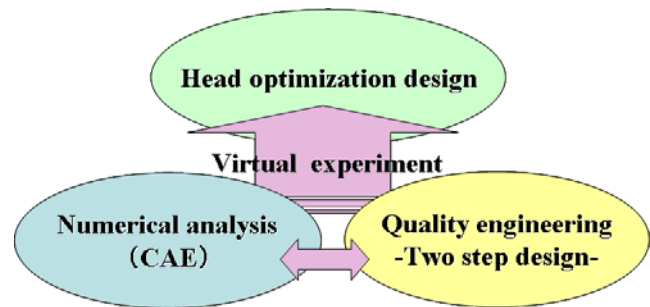 Head optimization design
Virtual experiment
Numerical analysis
（CAE）
Quality engineering
-Two step design-